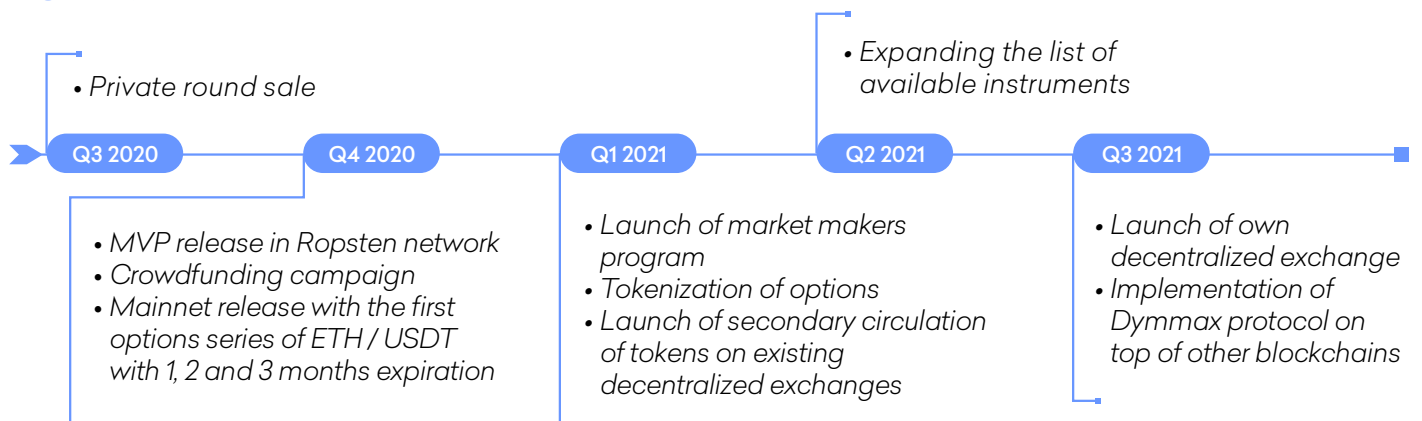 Q3 2020
• Private round sale
Q4 2020
• MVP release in Ropsten network
• Crowdfunding campaign
• Mainnet release with the first
options series of ETH / USDT
with 1, 2 and 3 months expiration
Q1 2021
• Launch of market makers
program
• Tokenization of options
• Launch of secondary circulation
of tokens on existing
decentralized exchanges
Q2 2021
• Expanding the list of
available instruments
Q3 2021
• Launch of own
decentralized exchange
• Implementation of
Dymmax protocol on
top of other blockchains